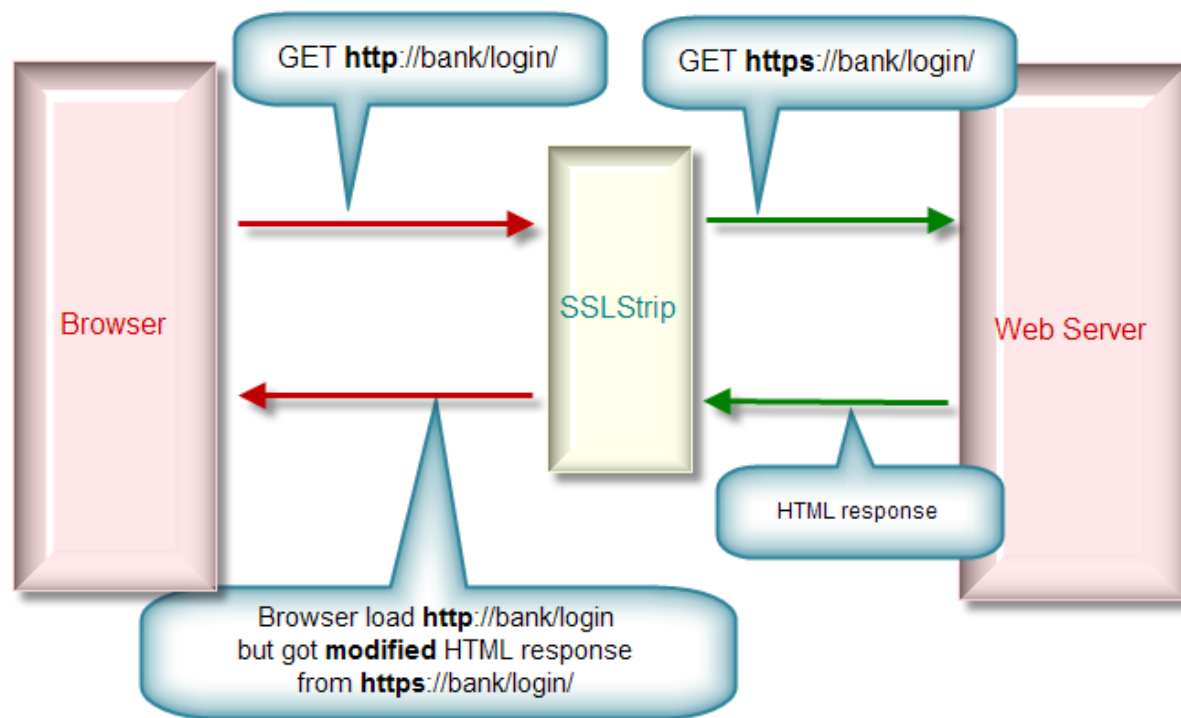 GET http://bank/login/
GET https://bank/login/
Browser
SSLStrip
Web Server
HTML response
Browser load http://bank/login
but got modified HTML response
from https://bank/login/